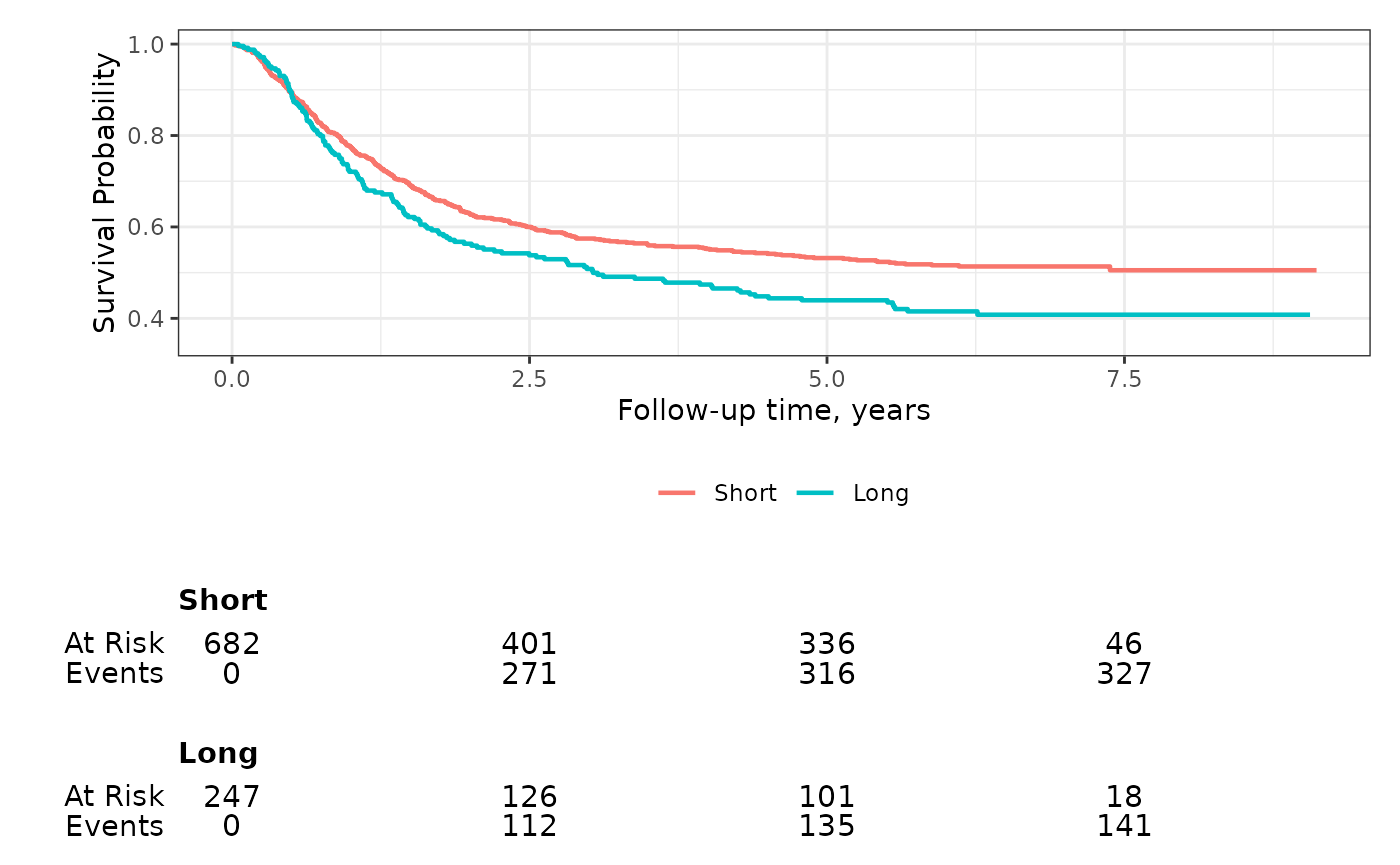 Survival Probability
1.0
0.8
0.6
0.4
0.0 2.5 5.0 7.5
Follow-up time, years
Short Long
Short
At Risk 682 401 336 46
Events 0 271 316 327
Long
At Risk 247 126 101 18
Events 0 112 135 141